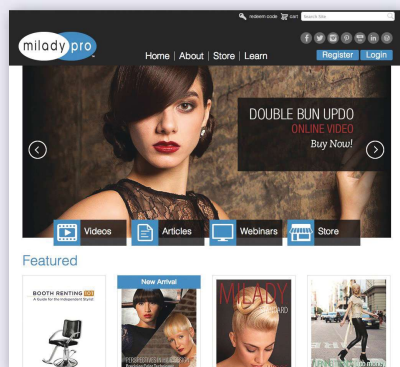 redeem code cart Search Site
milady pro
Home | About | Store | Learn
Register Login
DOUBLE BUN UPDO
ONLINE VIDEO
Buy Now!
Videos Articles Webinars Store
Featured
BOOTH RENTING 101
A Guide for the Independent Stylist
New Arrival
MILADY